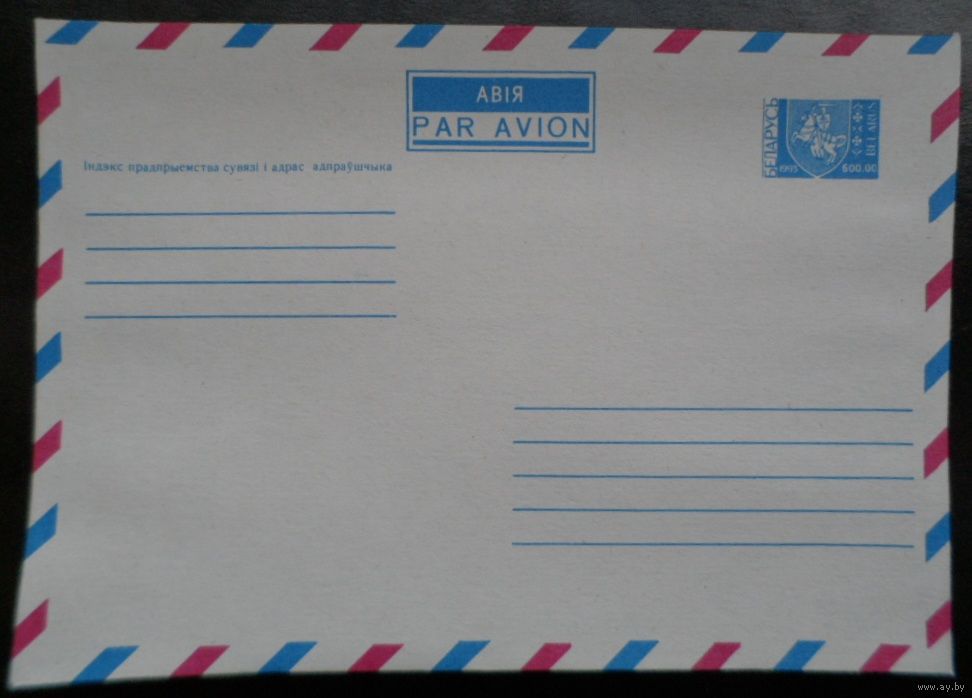 АВІЯ
PAR AVION
БЕЛАРУСЬ
BELARUS
1993
600.00
Індэкс прадпрыемства сувязі і адрас адпраўшчыка
www.ay.by